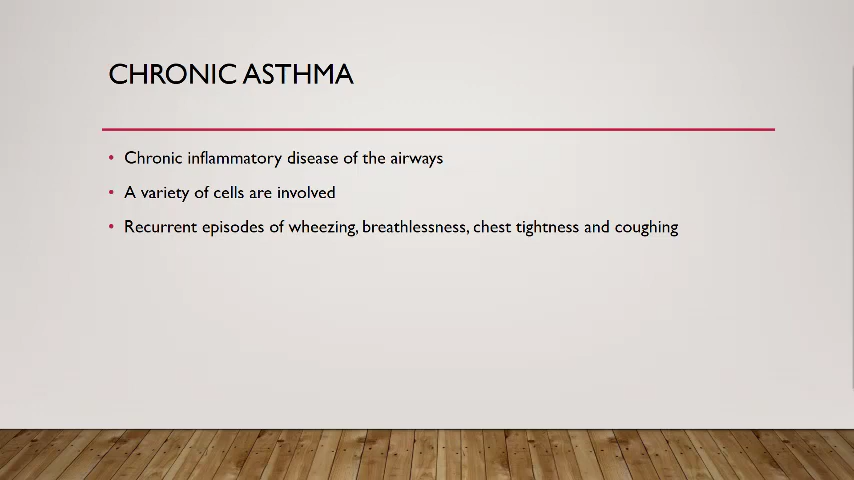 CHRONIC ASTHMA
• Chronic inflammatory disease of the airways
• A variety of cells are involved
• Recurrent episodes of wheezing, breathlessness, chest tightness and coughing